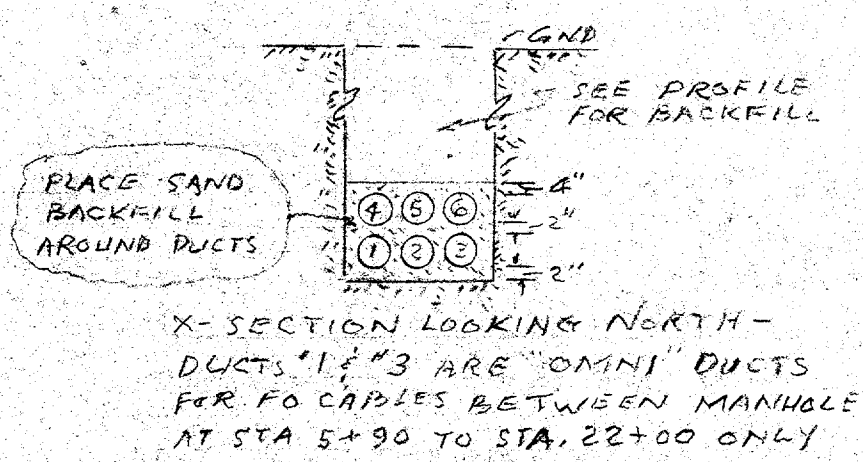 GND
SEE PROFILE
FOR BACKFILL
PLACE SAND
BACKFILL
AROUND DUCTS
4"
4 5 6
2"
1 2 3
2"
X-SECTION LOOKING NORTH-
DUCTS #1 & #3 ARE "OMNI" DUCTS
FOR FO CABLES BETWEEN MANHOLE
AT STA 5+90 TO STA. 22+00 ONLY